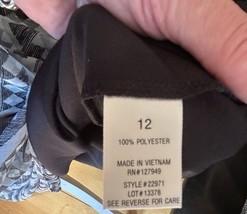 12
100% POLYESTER
MADE IN VIETNAM
RN#127949
STYLE#22971
LOT#13378
SEE REVERSE FOR CARE